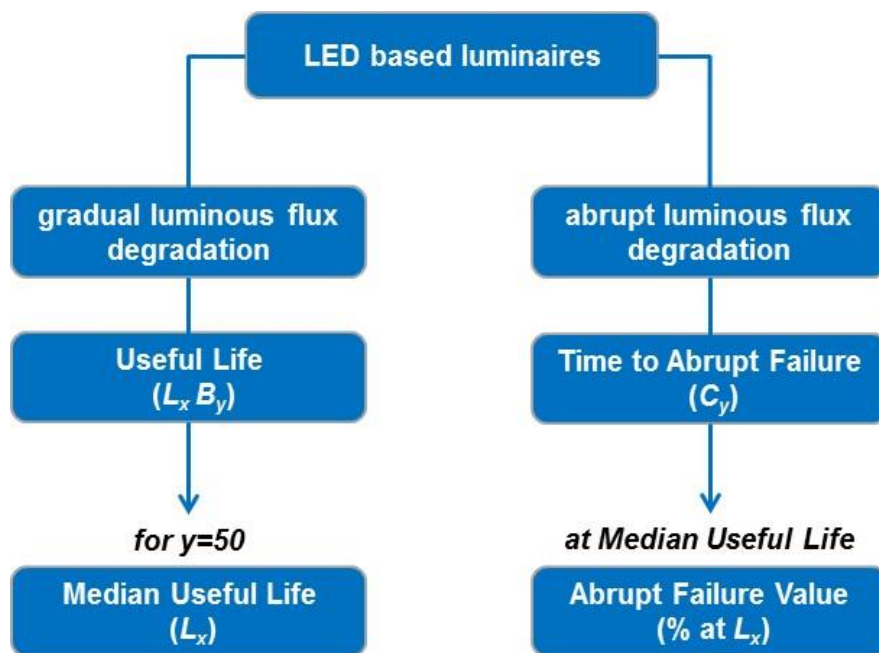 LED based luminaires
gradual luminous flux
degradation
abrupt luminous flux
degradation
Useful Life
(Lx By)
Time to Abrupt Failure
(Cy)
for y=50
at Median Useful Life
Median Useful Life
(Lx)
Abrupt Failure Value
(% at Lx)